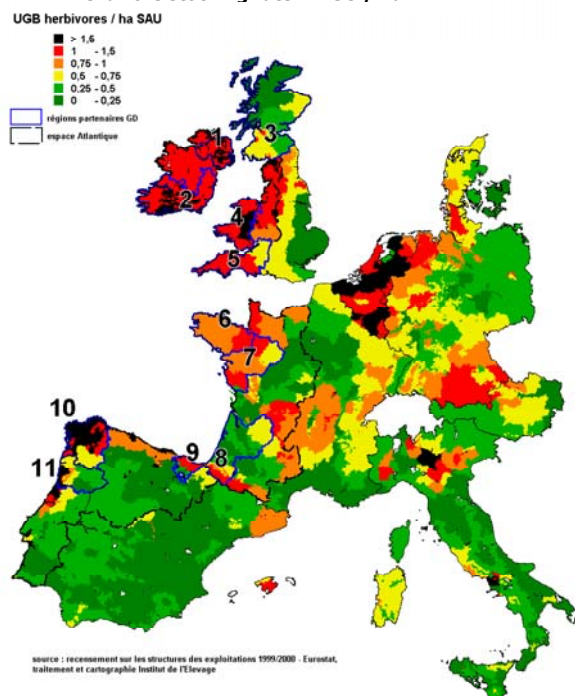 UGB herbivores / ha SAU
> 1,6
1 - 1,5
0,75 - 1
0,5 - 0,75
0,25 - 0,5
0 - 0,25
régions partenaires GD
espace Atlantique
1
2
3
4
5
6
7
8
9
10
11
source : recensement sur les structures des exploitations 1999/2000 - Eurostat,
traitement et cartographie Institut de l'Elevage